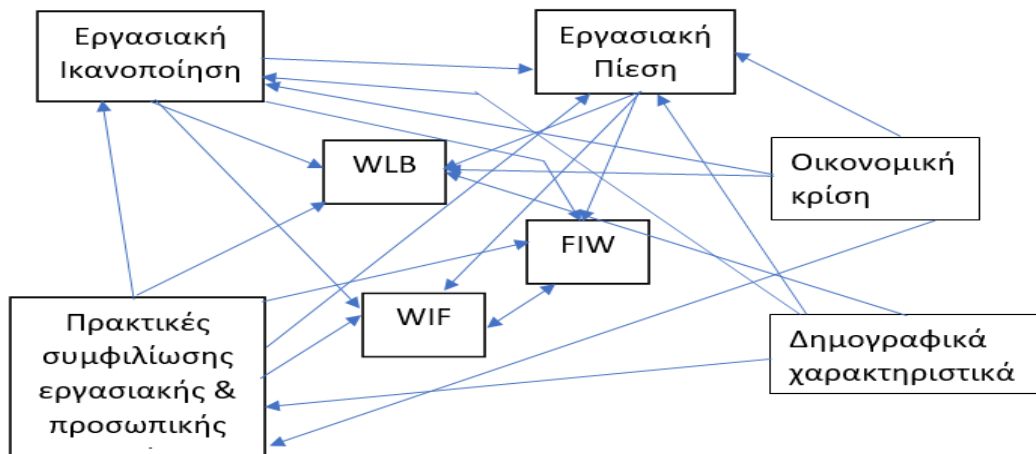 Εργασιακή
Ικανοποίηση
Εργασιακή
Πίεση
WLB
Οικονομική
κρίση
FIW
WIF
Πρακτικές
συμφιλίωσης
εργασιακής &
προσωπικής
Δημογραφικά
χαρακτηριστικά